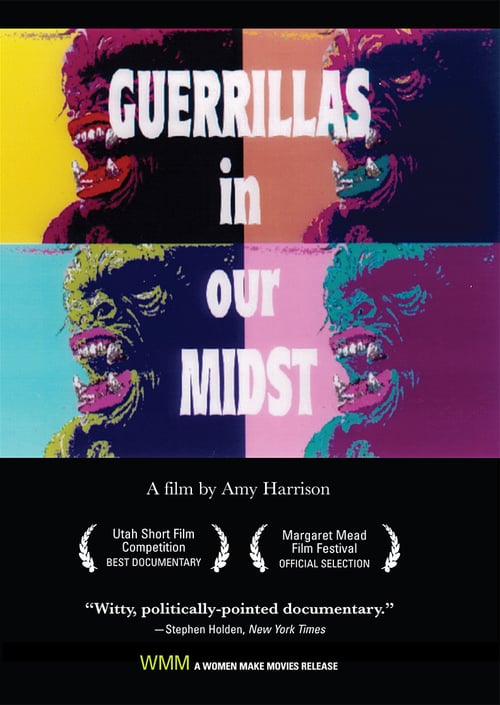 GUERRILLAS
in
our
MIDST
A film by Amy Harrison
Utah Short Film
Competition
BEST DOCUMENTARY
Margaret Mead
Film Festival
OFFICIAL SELECTION
“Witty, politically-pointed documentary.”
—Stephen Holden, New York Times
WMM A WOMEN MAKE MOVIES RELEASE